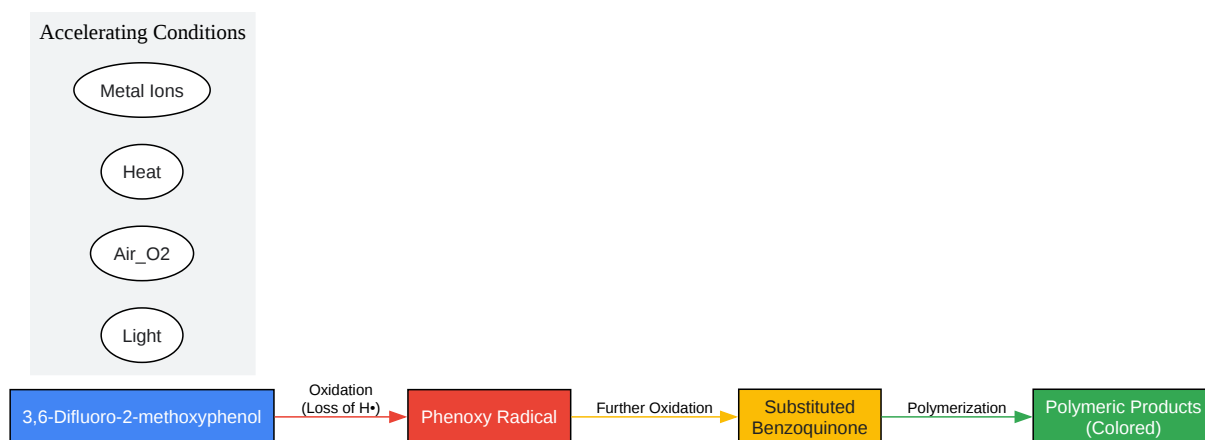 Accelerating Conditions
Metal Ions
Heat
Air_O2
Light
3,6-Difluoro-2-methoxyphenol
Oxidation
(Loss of H•)
Phenoxy Radical
Further Oxidation
Substituted
Benzoquinone
Polymerization
Polymeric Products
(Colored)